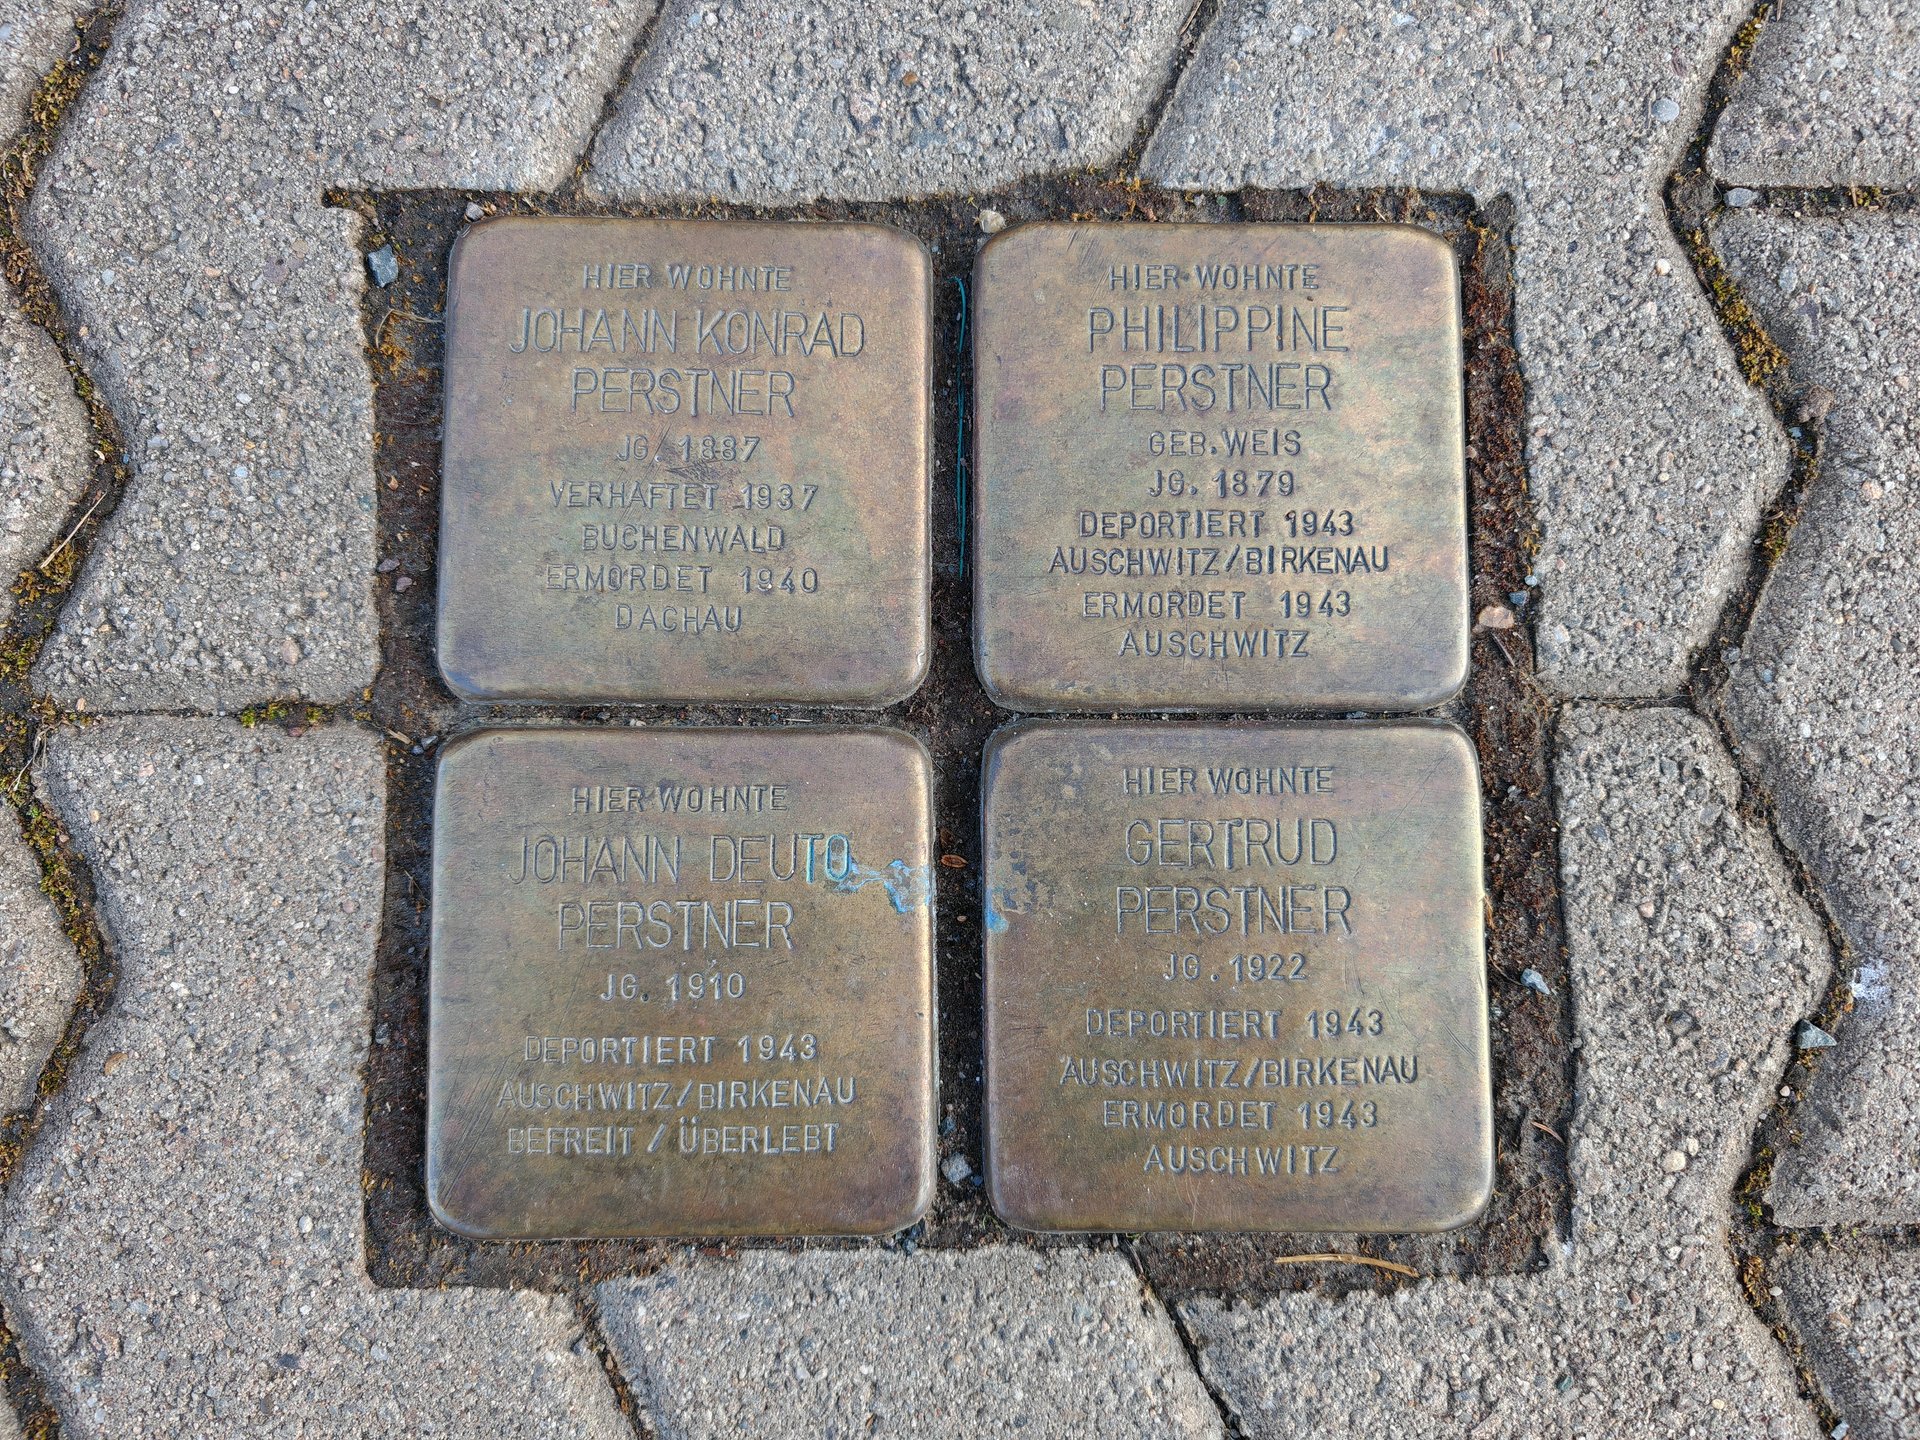 HIER WOHNTE
JOHANN KONRAD
PERSTNER
JG. 1887
VERHAFTET 1937
BUCHENWALD
ERMORDET 1940
DACHAU
HIER WOHNTE
PHILIPPINE
PERSTNER
GEB. WEIS
JG. 1879
DEPORTIERT 1943
AUSCHWITZ/BIRKENAU
ERMORDET 1943
AUSCHWITZ
HIER WOHNTE
JOHANN DEUTO
PERSTNER
JG. 1910
DEPORTIERT 1943
AUSCHWITZ/BIRKENAU
BEFREIT / ÜBERLEBT
HIER WOHNTE
GERTRUD
PERSTNER
JG. 1922
DEPORTIERT 1943
AUSCHWITZ/BIRKENAU
ERMORDET 1943
AUSCHWITZ